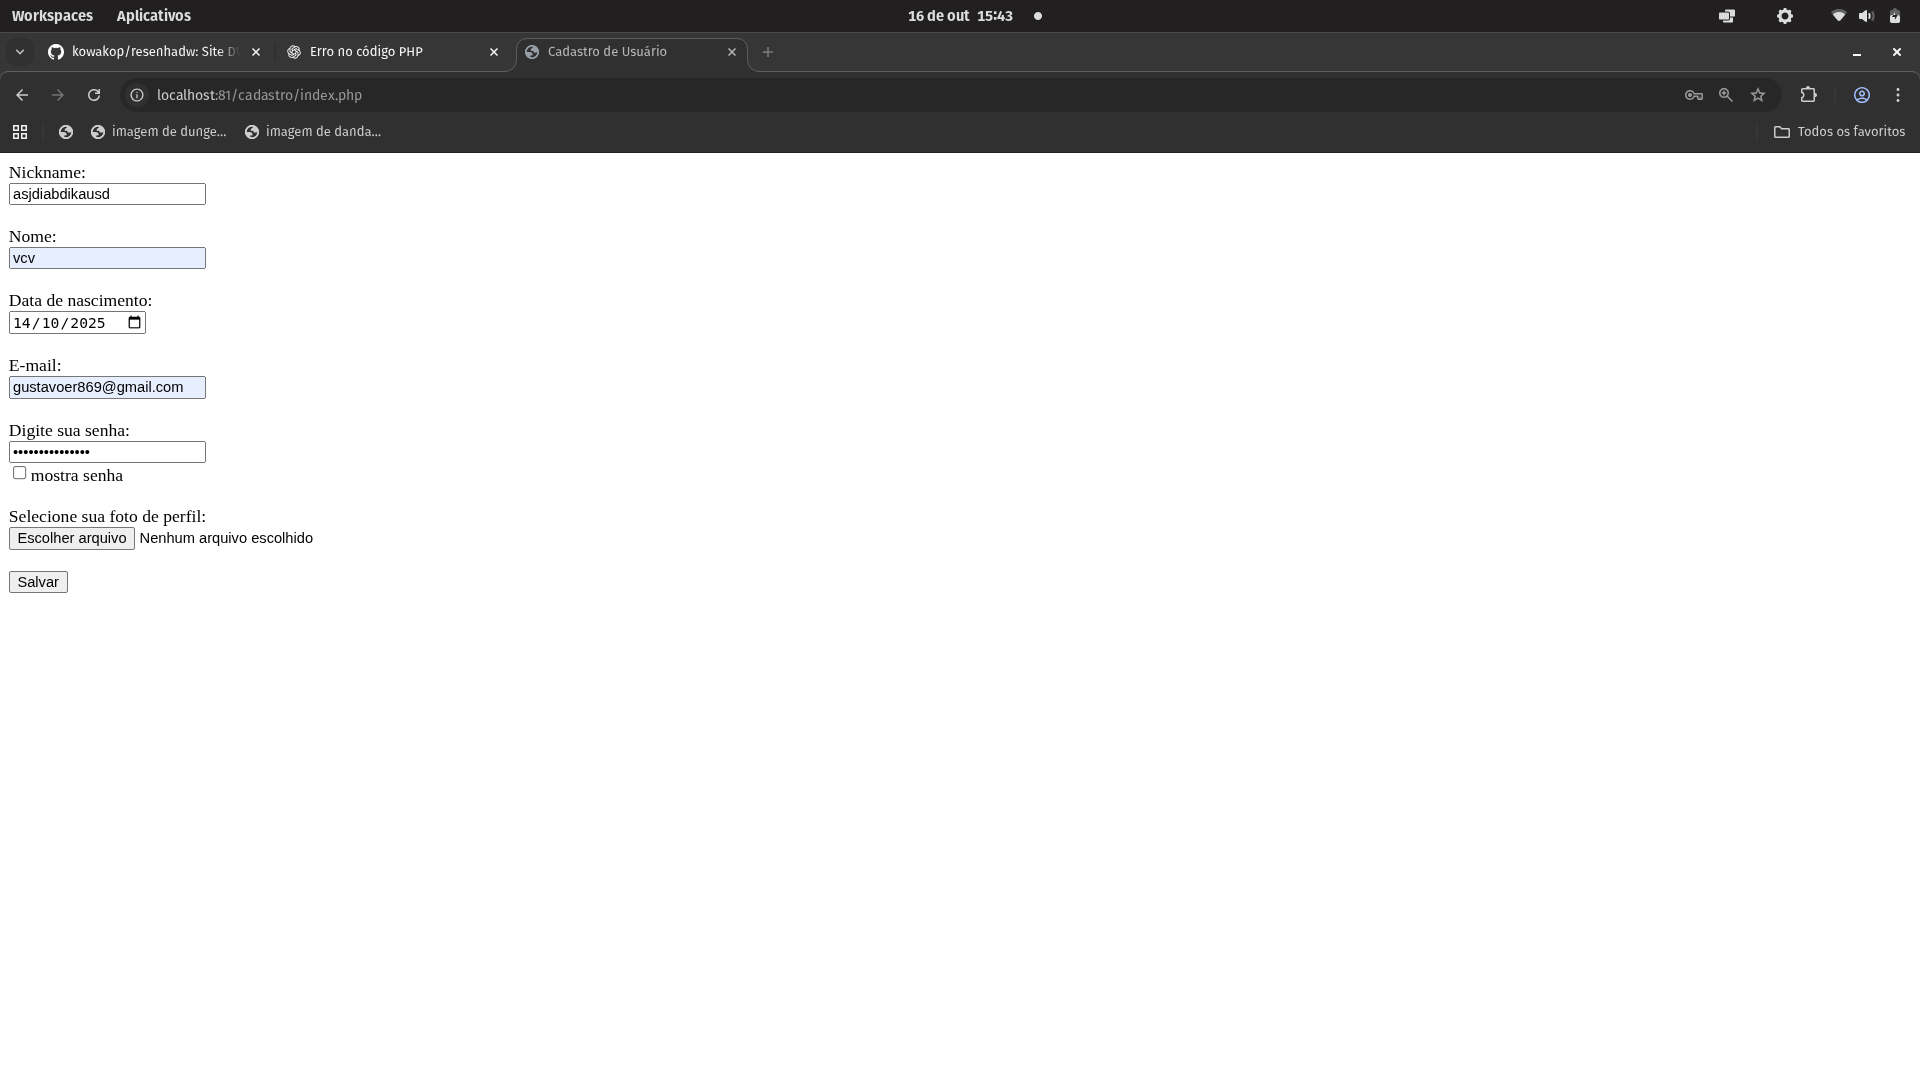 Workspaces Aplicativos 16 de out 15:43
kowakop/resenhadw: Site D Erro no código PHP Cadastro de Usuário
localhost:81/cadastro/index.php
imagem de dunge... imagem de danda... Todos os favoritos
Nickname:
asjdiabdikausd
Nome:
vcv
Data de nascimento:
14/10/2025
E-mail:
gustavoer869@gmail.com
Digite sua senha:
•••••••••••••••
mostra senha
Selecione sua foto de perfil:
Escolher arquivo Nenhum arquivo escolhido
Salvar